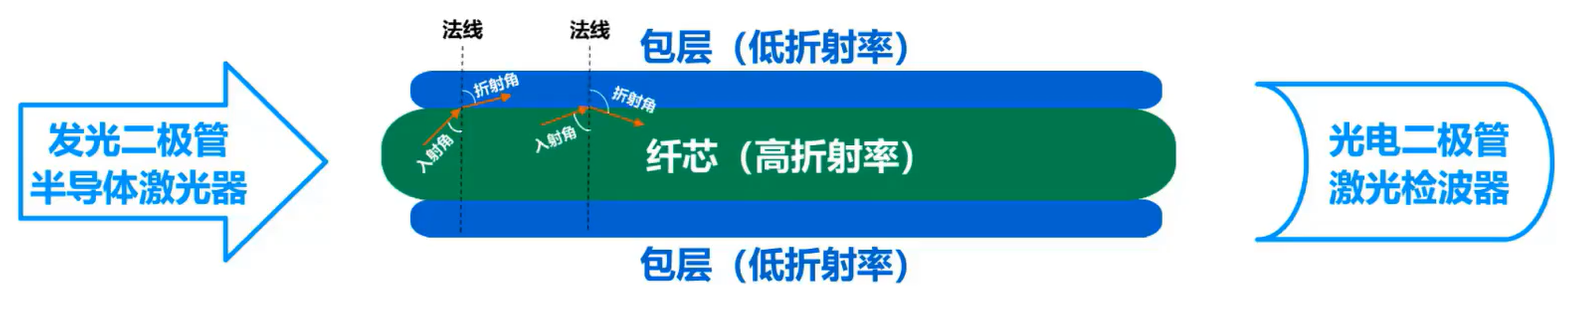 法线
法线
包层（低折射率）
折射角
折射角
入射角
入射角
发光二极管
半导体激光器
纤芯（高折射率）
光电二极管
激光检波器
包层（低折射率）